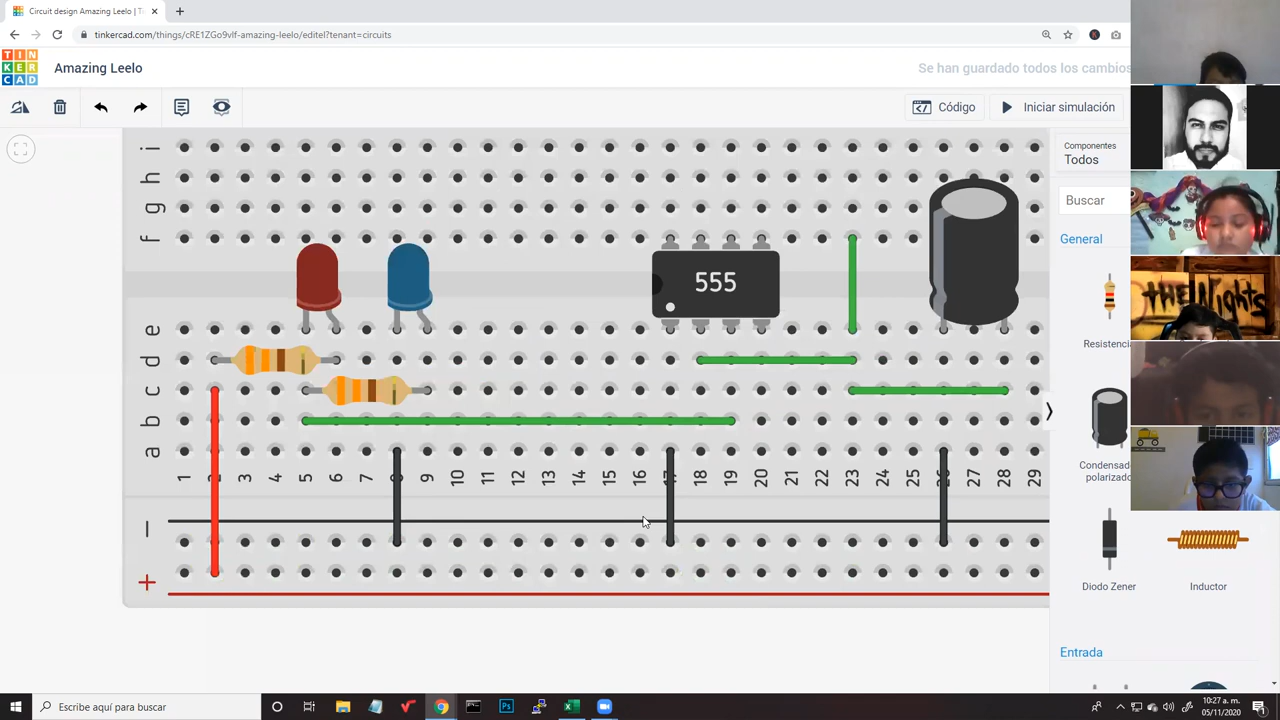 Circuit design Amazing Leelo | Ti
tinkercad.com/things/cRE1ZGo9vlf-amazing-leelo/editel?tenant=circuits
TIN
KER
CAD
Amazing Leelo
Se han guardado todos los cambios
Código
Iniciar simulación
Componentes
Todos
Buscar
General
Resistencia
Condensad
polarizado
Diodo Zener
Inductor
Entrada
i
h
g
f
555
e
d
c
b
a
1 2 3 4 5 6 7 8 9 10 11 12 13 14 15 16 17 18 19 20 21 22 23 24 25 26 27 28 29
−
+
THE Nights
Escribe aquí para buscar
10:27 a. m.
05/11/2020